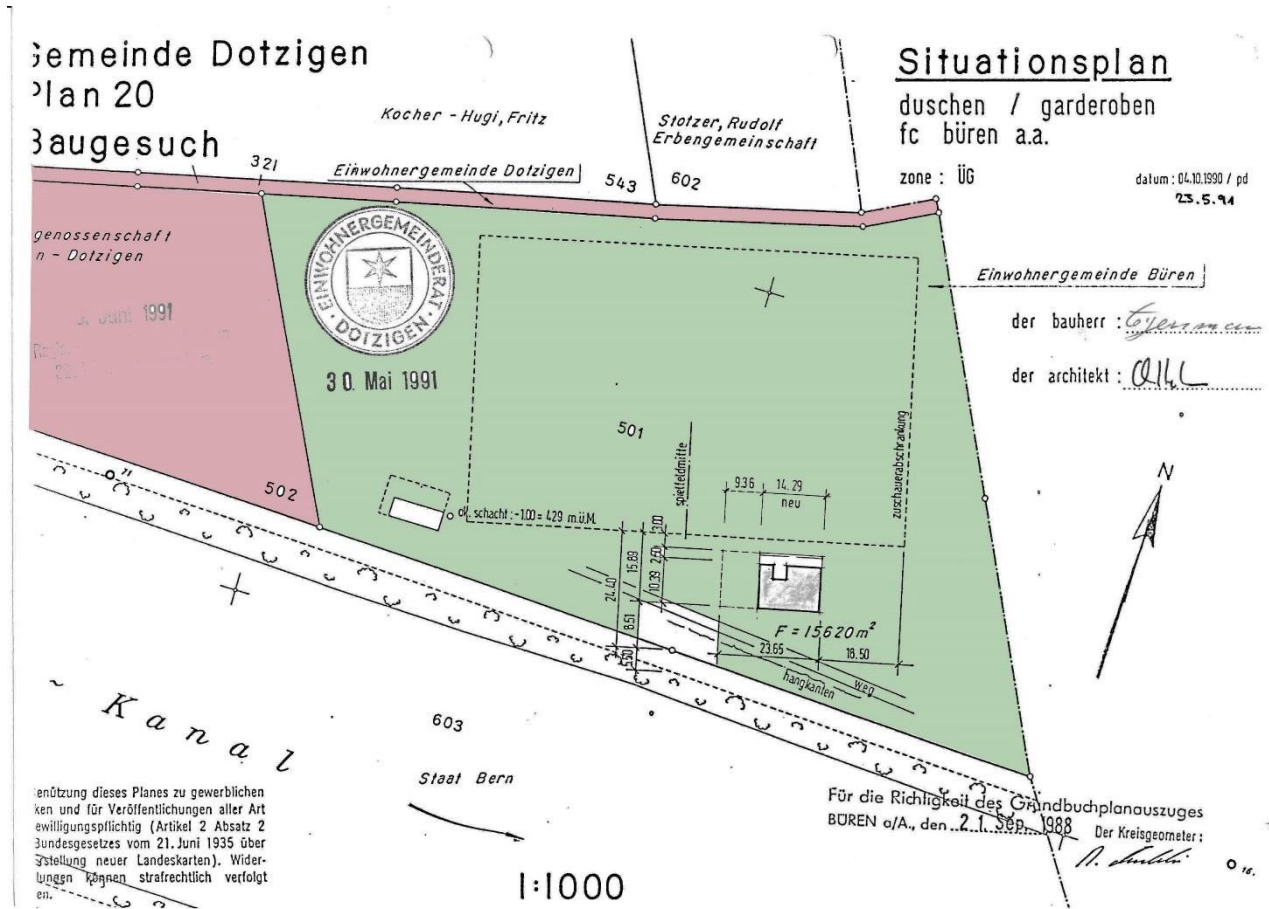 Gemeinde Dotzigen
Plan 20
Baugesuch
Situationsplan
duschen / garderoben
fc büren a.a.
zone : ÜG
datum : 04.10.1990 / pd
23.5.91
Kocher - Hugi, Fritz
Stotzer, Rudolf
Erbengemeinschaft
321
Einwohnergemeinde Dotzigen
543
602
genossenschaft
n - Dotzigen
Juni 1991
EINWOHNERGEMEINDERAT
DOTZIGEN
30. Mai 1991
Einwohnergemeinde Büren
der bauherr :
der architekt :
501
spielfeldmitte
zuschauerabschrankung
N
71
502
ok. schacht : -1.00 = 429 m.ü.M.
9.36
14.29
neu
3.00
2.60
10.39
15.89
24.40
8.51
F = 15620 m²
23.65
18.50
hangkanten
weg
Kanal
603
Staat Bern
enützung dieses Planes zu gewerblichen
ken und für Veröffentlichungen aller Art
ewilligungspflichtig (Artikel 2 Absatz 2
Bundesgesetzes vom 21. Juni 1935 über
stellung neuer Landeskarten). Wider-
lungen können strafrechtlich verfolgt
en.
Für die Richtigkeit des Grundbuchplanauszuges
BÜREN a/A., den 21. Sep. 1988 Der Kreisgeometer :
16.
1:1000